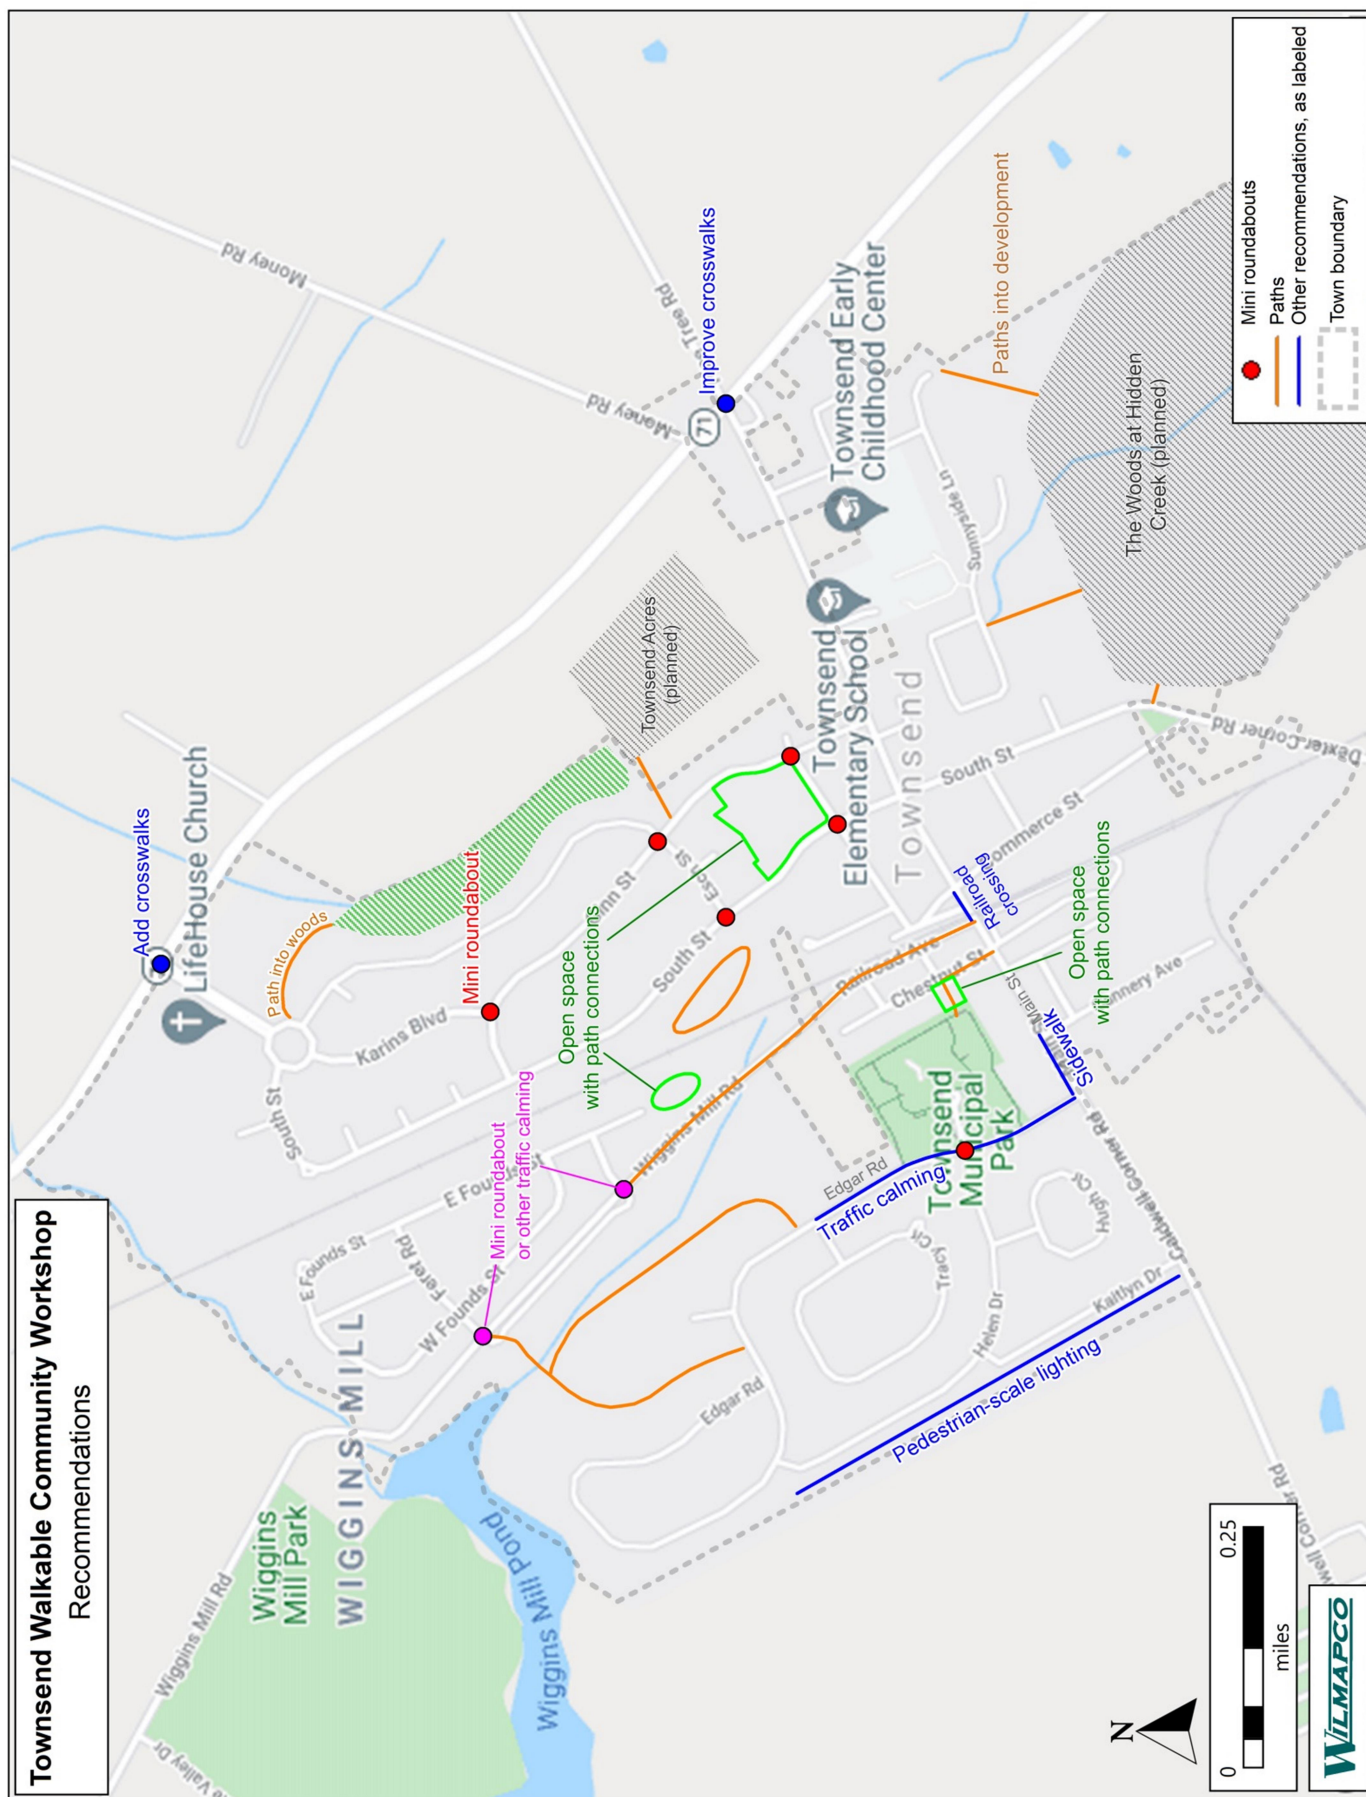 Townsend Walkable Community Workshop
Recommendations
Wiggins Mill Rd
Wiggins
Mill Park
WIGGINS MILL
Wiggins Mill Pond
E Founds St
Feret Rd
W Founds St
E Founds St
Mini roundabout
or other traffic calming
Wiggins Mill Rd
South St
Karins Blvd
Path into woods
Add crosswalks
LifeHouse Church
Mini roundabout
Open space
with path connections
South St
Townsend Acres
(planned)
Money Rd
Money Rd
Money Rd
Tree Rd
71
Improve crosswalks
Townsend Early
Childhood Center
Townsend
Elementary School
Townsend
Paths into development
The Woods at Hidden
Creek (planned)
Sunnyside Ln
South St
Commerce St
Dexter Corner Rd
Railroad
crossing
Railroad Ave
Chestnut St
Main St
Main St
Open space
with path connections
Sidewalk
Townsend
Municipal
Park
Edgar Rd
Traffic calming
Tracy Cir
Hugh Cir
Helen Dr
Kaitlyn Dr
Caldwell Corner Rd
Edgar Rd
Pedestrian-scale lighting
Mini roundabouts
Paths
Other recommendations, as labeled
Town boundary
N
0
0.25
miles
WILMAPCO